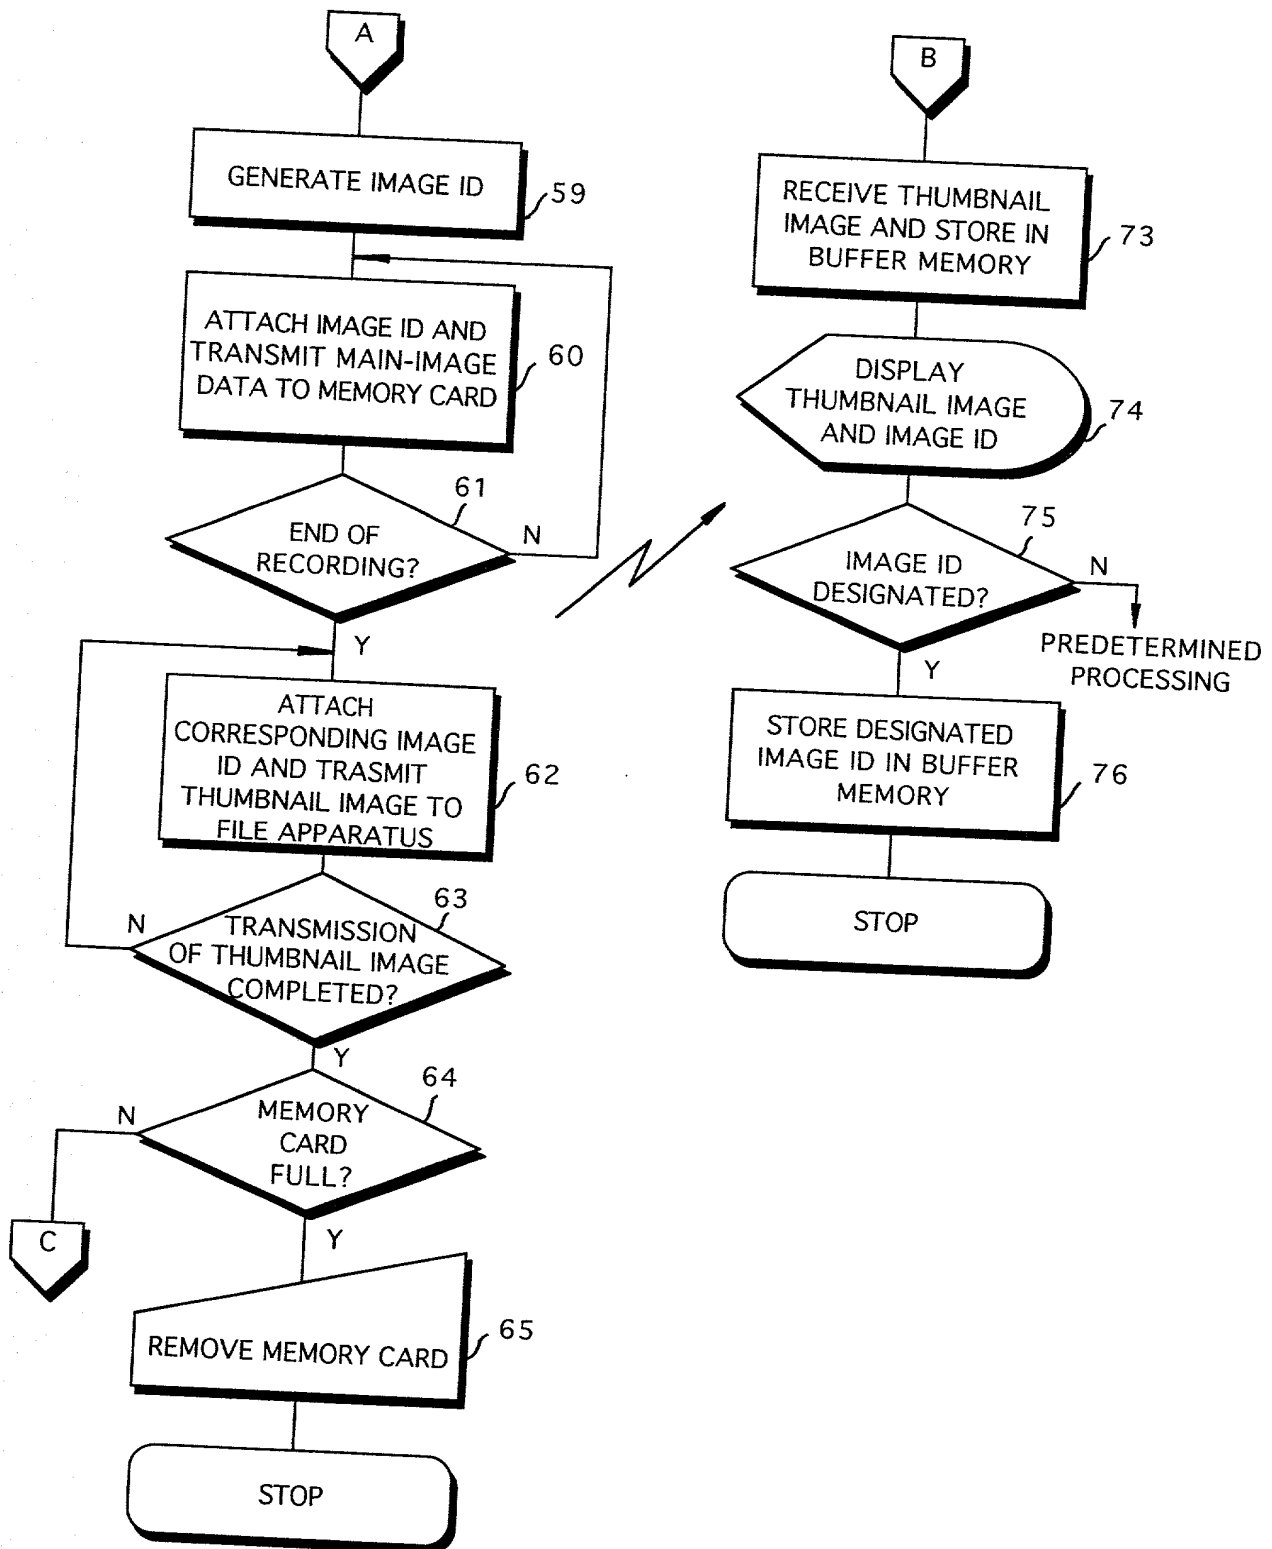 A
GENERATE IMAGE ID
59
ATTACH IMAGE ID AND
TRANSMIT MAIN-IMAGE
DATA TO MEMORY CARD
60
61
END OF
RECORDING?
N
Y
ATTACH
CORRESPONDING IMAGE
ID AND TRASMIT
THUMBNAIL IMAGE TO
FILE APPARATUS
62
63
N
TRANSMISSION
OF THUMBNAIL IMAGE
COMPLETED?
Y
64
N
MEMORY
CARD
FULL?
C
Y
REMOVE MEMORY CARD
65
STOP
B
RECEIVE THUMBNAIL
IMAGE AND STORE IN
BUFFER MEMORY
73
DISPLAY
THUMBNAIL IMAGE
AND IMAGE ID
74
75
IMAGE ID
DESIGNATED?
N
PREDETERMINED
PROCESSING
Y
STORE DESIGNATED
IMAGE ID IN BUFFER
MEMORY
76
STOP